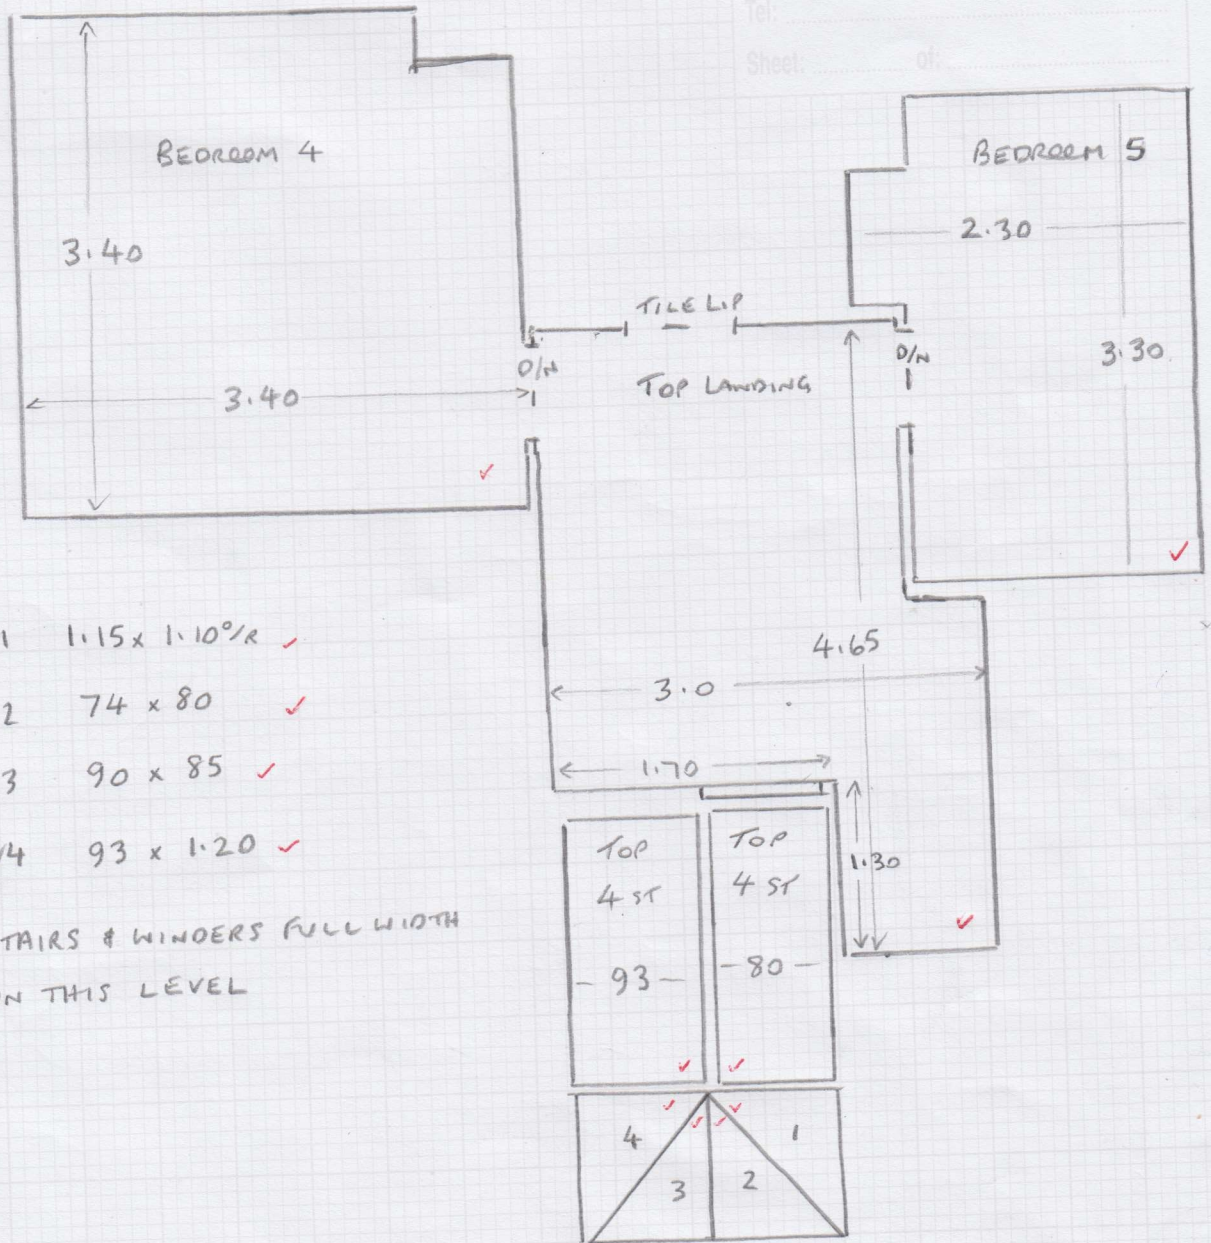 Tel:
Sheet: of:
BEDROOM 4
BEDROOM 5
3.40
2.30
TILE LIP
D/N
D/N
3.30
3.40
TOP LANDING
1 1.15 x 1.10 O/R
2 74 x 80
3 90 x 85
/4 93 x 1.20
TAIRS & WINDERS FULL WIDTH
N THIS LEVEL
4.65
3.0
1.70
TOP
4 ST
- 93 -
TOP
4 ST
- 80 -
1.30
4
3
2
1